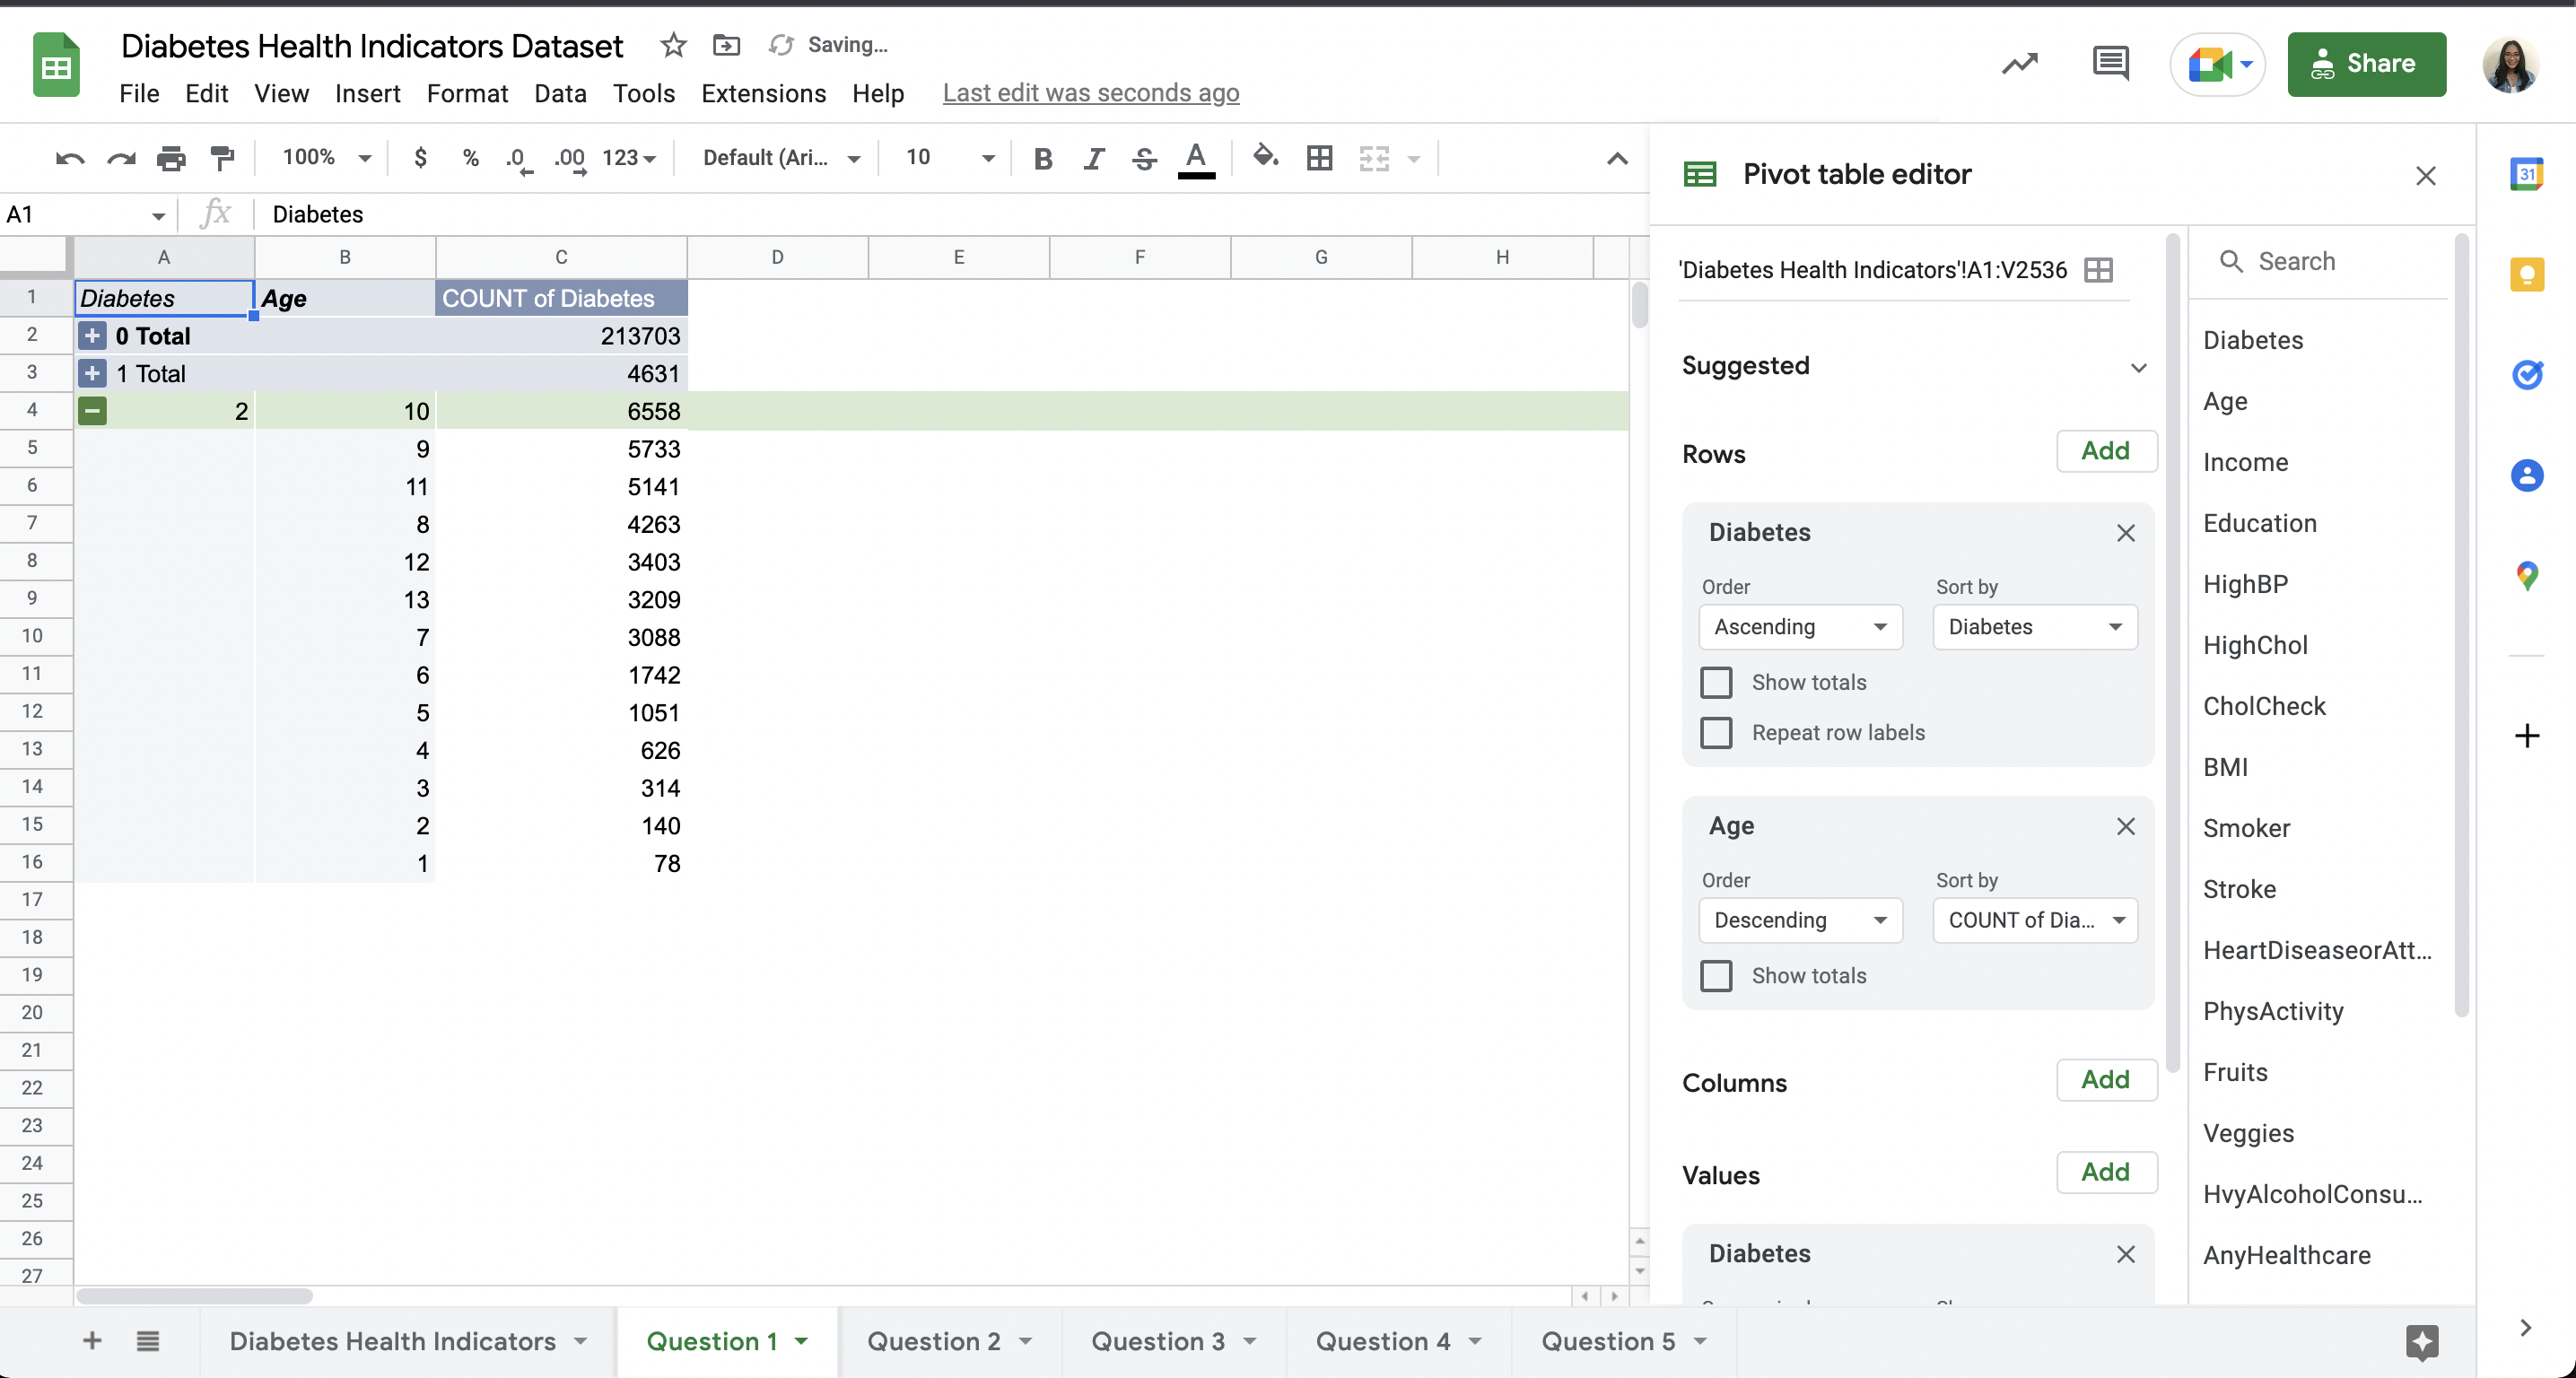 Diabetes Health Indicators Dataset Saving...
File Edit View Insert Format Data Tools Extensions Help Last edit was seconds ago
Share
100% $ % .0 .00 123 Default (Ari... 10 B I S A
A1 fx Diabetes
A B C D E F G H
1 Diabetes Age COUNT of Diabetes
2 + 0 Total 213703
3 + 1 Total 4631
4 − 2 10 6558
5 9 5733
6 11 5141
7 8 4263
8 12 3403
9 13 3209
10 7 3088
11 6 1742
12 5 1051
13 4 626
14 3 314
15 2 140
16 1 78
17
18
19
20
21
22
23
24
25
26
27
Pivot table editor
'Diabetes Health Indicators'!A1:V2536
Suggested
Rows Add
Diabetes
Order Sort by
Ascending Diabetes
Show totals
Repeat row labels
Age
Order Sort by
Descending COUNT of Dia...
Show totals
Columns Add
Values Add
Diabetes
Search
Diabetes
Age
Income
Education
HighBP
HighChol
CholCheck
BMI
Smoker
Stroke
HeartDiseaseorAtt...
PhysActivity
Fruits
Veggies
HvyAlcoholConsu...
AnyHealthcare
31
+ Diabetes Health Indicators Question 1 Question 2 Question 3 Question 4 Question 5